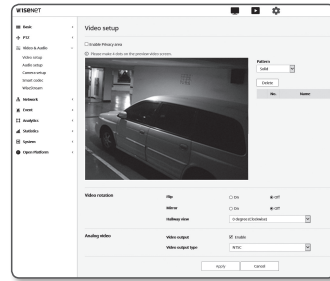 WISENET
Basic
PTZ
Video & Audio
Video setup
Audio setup
Camera setup
Smart codec
WiseStream
Network
Event
Analytics
Statistics
System
Open Platform
Video setup
Enable Privacy area
Please make 4 dots on the preview video screen.
Pattern
Solid
Delete
No.
Name
Video rotation
Flip
On
Off
Mirror
On
Off
Hallway view
0 degree (Clockwise)
Analog video
Video output
Enable
Video output type
NTSC
Apply
Cancel